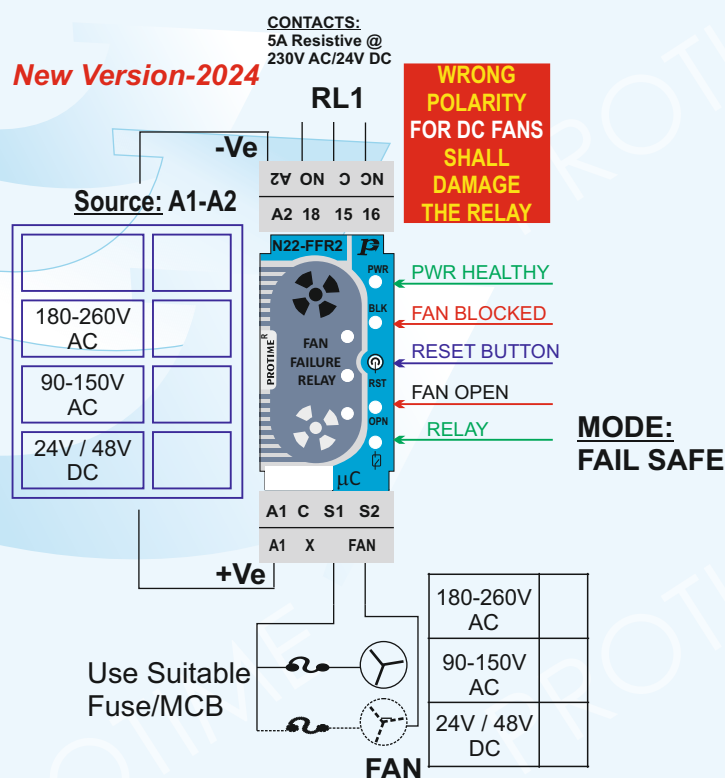 CONTACTS:
5A Resistive @
230V AC/24V DC
New Version-2024
RL1
WRONG
POLARITY
FOR DC FANS
SHALL
DAMAGE
THE RELAY
-Ve
A2 NO C NC
Source: A1-A2
A2 18 15 16
N22-FFR2 P
PWR
PWR HEALTHY
BLK
FAN BLOCKED
180-260V
AC
PROTIME R
FAN
FAILURE
RELAY
RESET BUTTON
RST
90-150V
AC
FAN OPEN
OPN
RELAY
MODE:
FAIL SAFE
24V / 48V
DC
µC
A1 C S1 S2
A1 X FAN
+Ve
180-260V
AC
90-150V
AC
24V / 48V
DC
Use Suitable
Fuse/MCB
FAN
PROTIME
PROTI